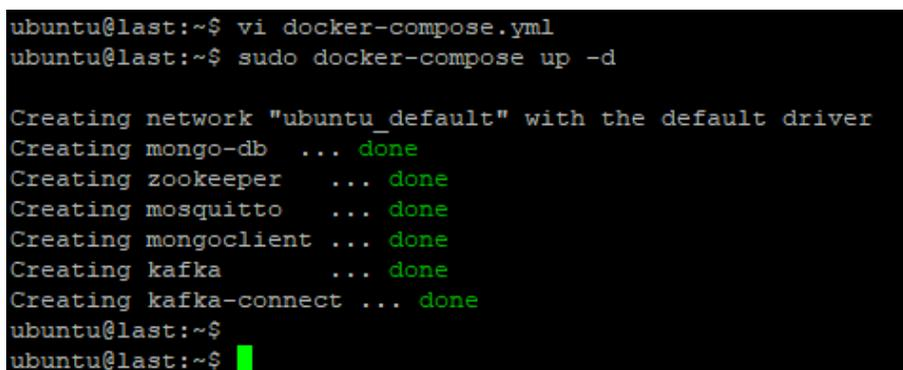 ubuntu@last:~$ vi docker-compose.yml
ubuntu@last:~$ sudo docker-compose up -d
Creating network "ubuntu_default" with the default driver
Creating mongo-db  ... done
Creating zookeeper   ... done
Creating mosquitto   ... done
Creating mongoclient ... done
Creating kafka       ... done
Creating kafka-connect ... done
ubuntu@last:~$
ubuntu@last:~$